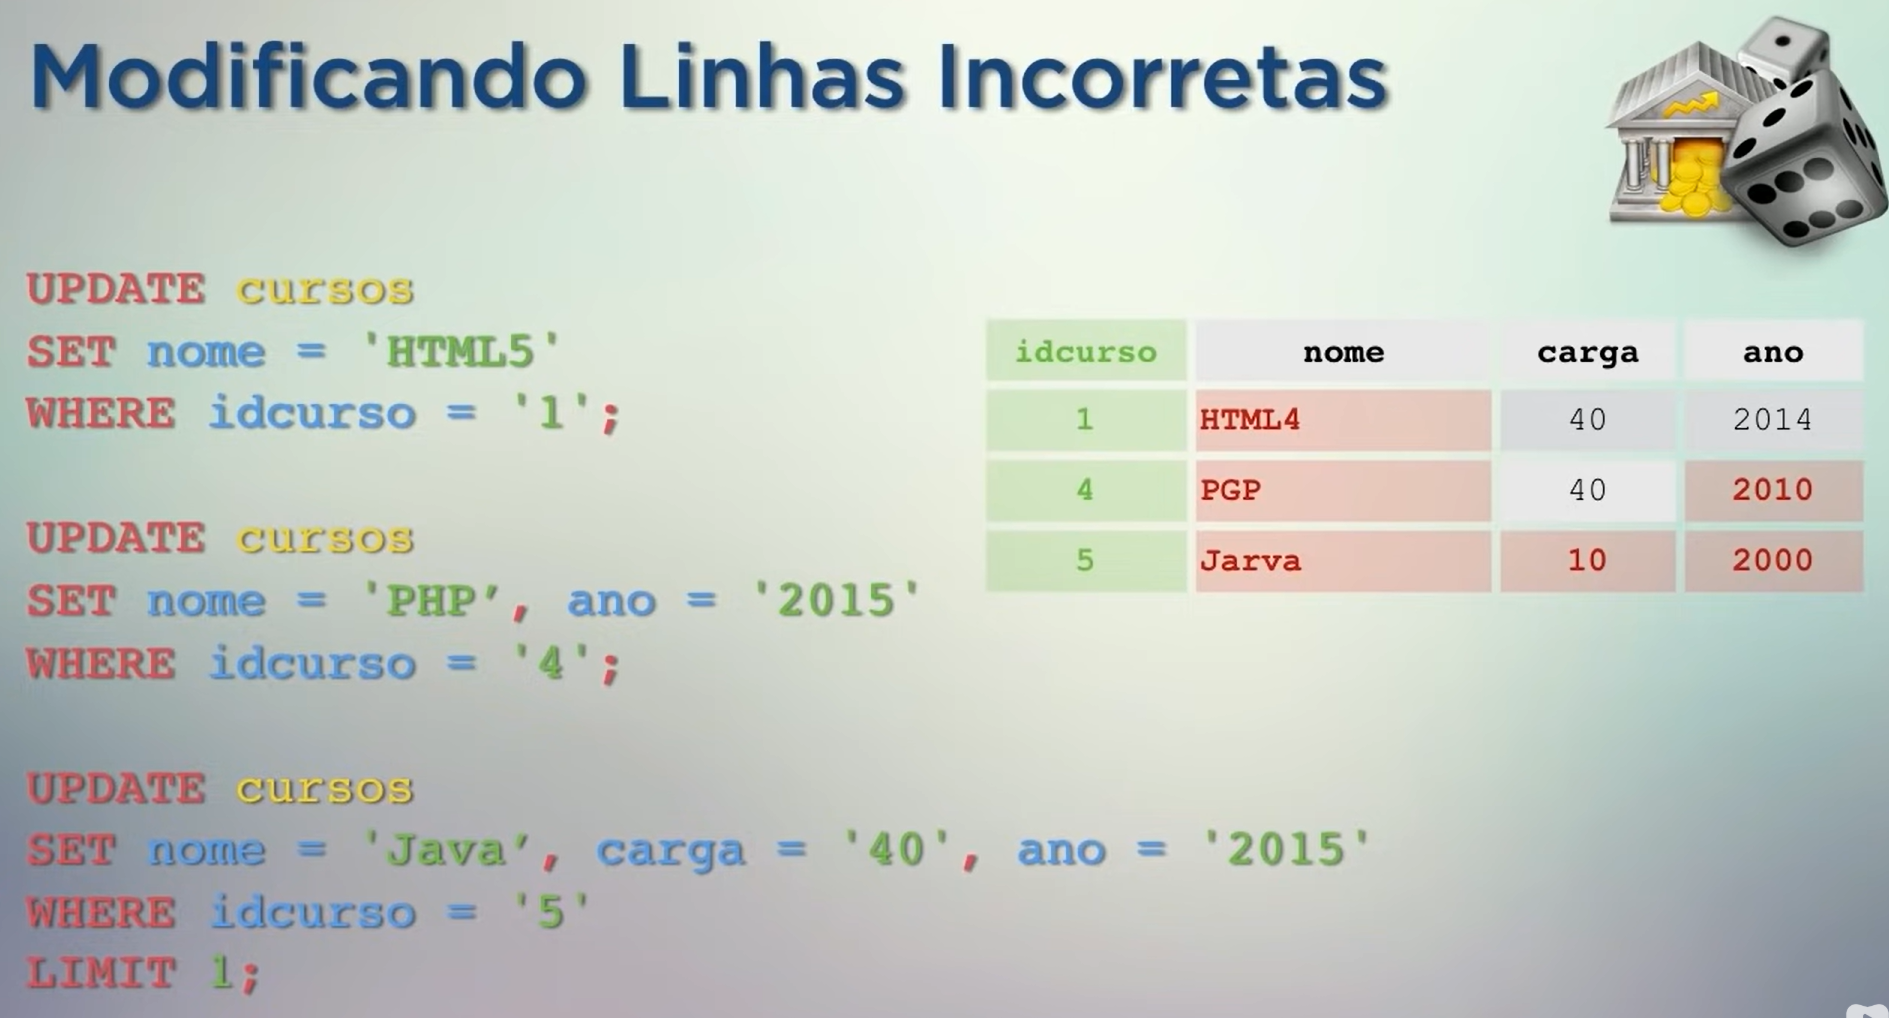 Modificando Linhas Incorretas
UPDATE cursos
SET nome = 'HTML5'
WHERE idcurso = '1';
UPDATE cursos
SET nome = 'PHP’, ano = '2015'
WHERE idcurso = '4';
UPDATE cursos
SET nome = 'Java’, carga = '40', ano = '2015'
WHERE idcurso = '5'
LIMIT 1;
idcurso nome carga ano
1 HTML4 40 2014
4 PGP 40 2010
5 Jarva 10 2000